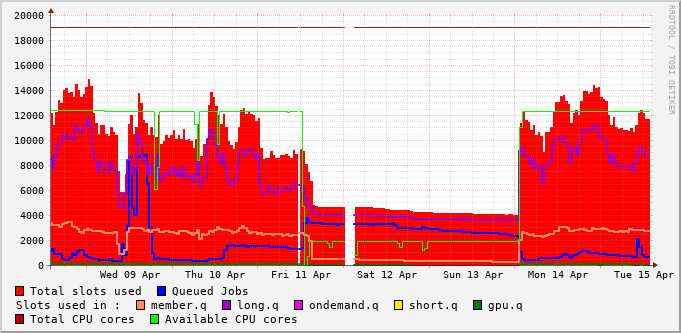 20000
18000
16000
14000
12000
10000
8000
6000
4000
2000
0
Wed 09 Apr Thu 10 Apr Fri 11 Apr Sat 12 Apr Sun 13 Apr Mon 14 Apr Tue 15 Apr
Total slots used Queued Jobs
Slots used in : member.q long.q ondemand.q short.q gpu.q
Total CPU cores Available CPU cores
RRDTOOL / TOBI OETIKER